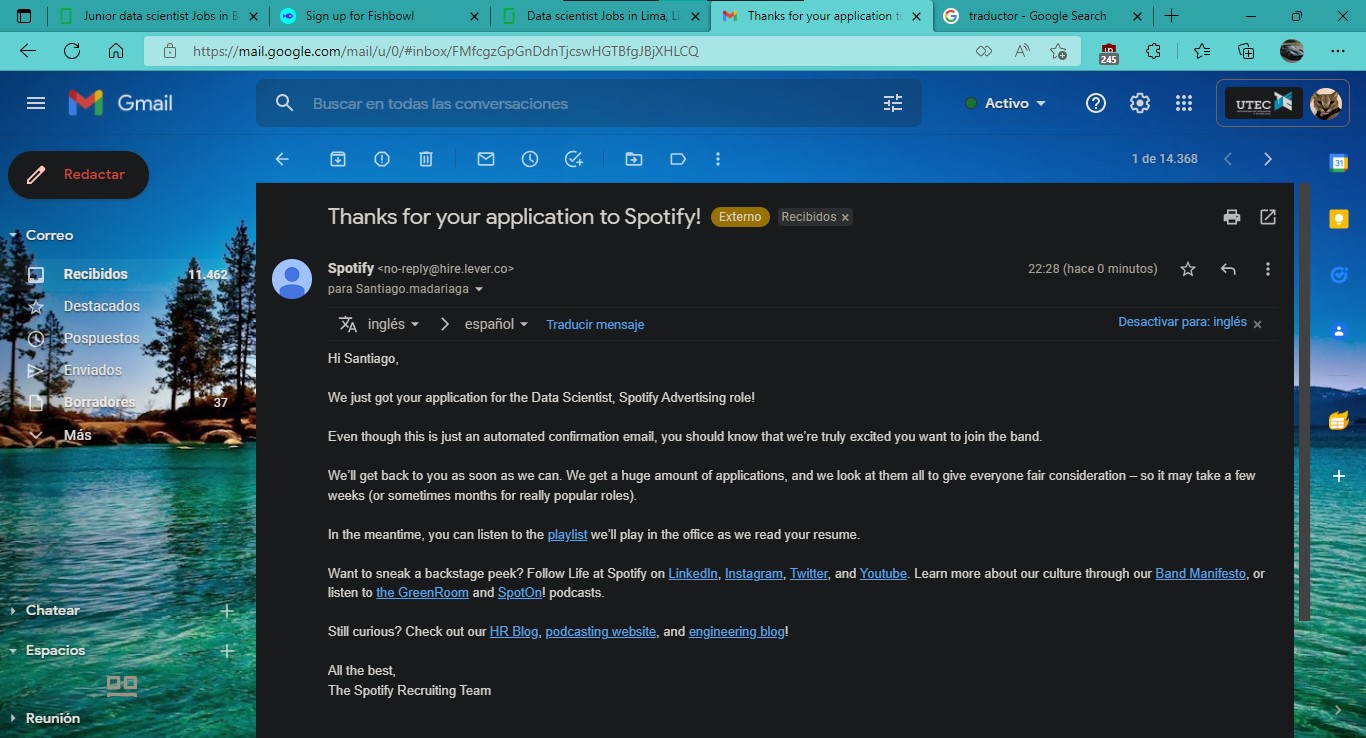 Junior data scientist Jobs in B
Sign up for Fishbowl
Data scientist Jobs in Lima, Li
Thanks for your application to
traductor - Google Search
https://mail.google.com/mail/u/0/#inbox/FMfcgzGpGnDdnTjcswHGTBfgJBjXHLCQ
245
Gmail
Buscar en todas las conversaciones
Activo
UTEC
Redactar
1 de 14.368
31
Correo
Recibidos 11.462
Destacados
Pospuestos
Enviados
Borradores 37
Más
Chatear
Espacios
Reunión
Thanks for your application to Spotify! Externo Recibidos x
Spotify <no-reply@hire.lever.co>
22:28 (hace 0 minutos)
para Santiago.madariaga
inglés > español Traducir mensaje
Desactivar para: inglés x
Hi Santiago,
We just got your application for the Data Scientist, Spotify Advertising role!
Even though this is just an automated confirmation email, you should know that we're truly excited you want to join the band.
We'll get back to you as soon as we can. We get a huge amount of applications, and we look at them all to give everyone fair consideration – so it may take a few
weeks (or sometimes months for really popular roles).
In the meantime, you can listen to the playlist we'll play in the office as we read your resume.
Want to sneak a backstage peek? Follow Life at Spotify on LinkedIn, Instagram, Twitter, and Youtube. Learn more about our culture through our Band Manifesto, or
listen to the GreenRoom and SpotOn! podcasts.
Still curious? Check out our HR Blog, podcasting website, and engineering blog!
All the best,
The Spotify Recruiting Team